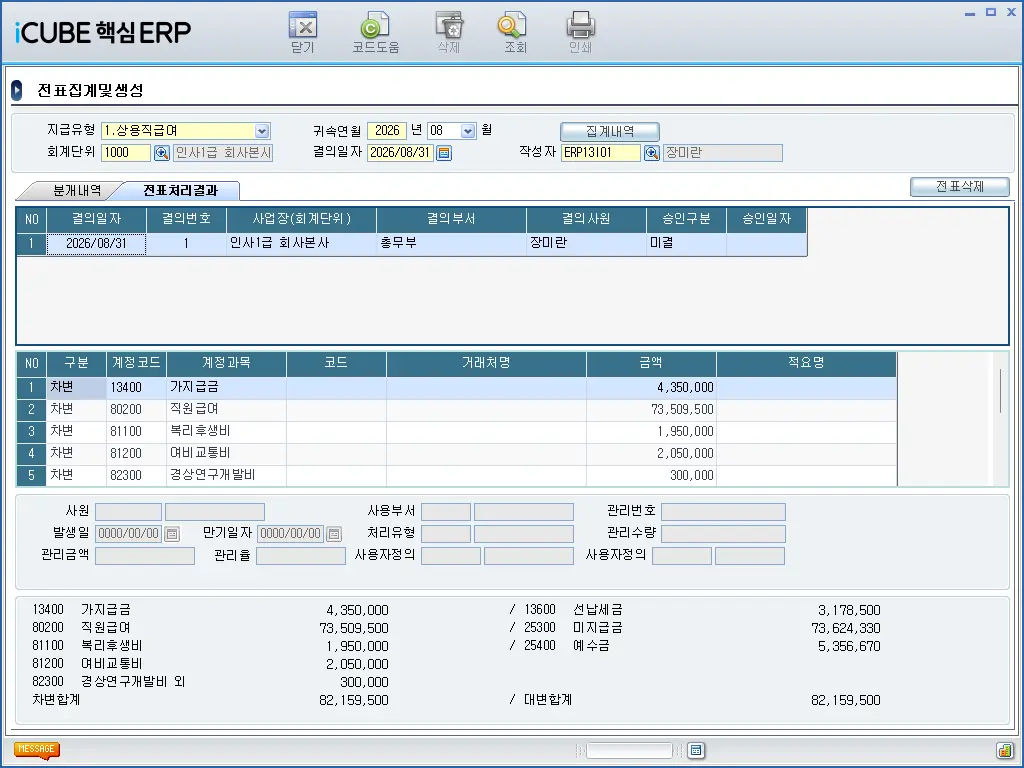 iCUBE 핵심ERP
닫기 코드도움 삭제 조회 인쇄
전표집계및생성
지급유형 1.상용직급여 귀속연월 2026 년 08 월 집계내역
회계단위 1000 인사1급 회사본사 결의일자 2026/08/31 작성자 ERP13I01 장미란
분개내역 전표처리결과 전표삭제
NO 결의일자 결의번호 사업장(회계단위) 결의부서 결의사원 승인구분 승인일자
1 2026/08/31 1 인사1급 회사본사 총무부 장미란 미결
NO 구분 계정코드 계정과목 코드 거래처명 금액 적요명
1 차변 13400 가지급금 4,350,000
2 차변 80200 직원급여 73,509,500
3 차변 81100 복리후생비 1,950,000
4 차변 81200 여비교통비 2,050,000
5 차변 82300 경상연구개발비 300,000
사원 사용부서 관리번호
발생일 0000/00/00 만기일자 0000/00/00 처리유형 관리수량
관리금액 관리율 사용자정의 사용자정의
13400 가지급금 4,350,000 / 13600 선납세금 3,178,500
80200 직원급여 73,509,500 / 25300 미지급금 73,624,330
81100 복리후생비 1,950,000 / 25400 예수금 5,356,670
81200 여비교통비 2,050,000
82300 경상연구개발비 외 300,000
차변합계 82,159,500 / 대변합계 82,159,500
MESSAGE